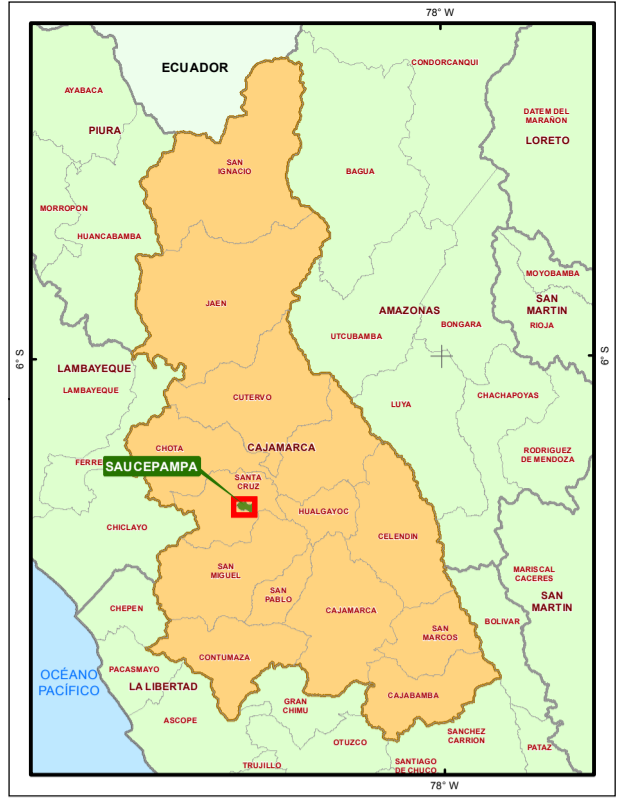 78° W
ECUADOR
CONDORCANQUI
AYABACA
DATEM DEL
MARAÑON
PIURA
LORETO
SAN
IGNACIO
BAGUA
MORROPON
HUANCABAMBA
MOYOBAMBA
JAEN
SAN
MARTIN
AMAZONAS
BONGARA
RIOJA
UTCUBAMBA
6° S
6° S
LAMBAYEQUE
LAMBAYEQUE
CUTERVO
CHACHAPOYAS
LUYA
CHOTA
CAJAMARCA
RODRIGUEZ
DE MENDOZA
FERRE
SAUCEPAMPA
SANTA
CRUZ
HUALGAYOC
CHICLAYO
CELENDIN
SAN
MIGUEL
MARISCAL
CACERES
SAN
PABLO
SAN
MARTIN
CHEPEN
CAJAMARCA
BOLIVAR
SAN
MARCOS
CONTUMAZA
OCÉANO
PACÍFICO
PACASMAYO
LA LIBERTAD
CAJABAMBA
GRAN
CHIMU
ASCOPE
SANCHEZ
CARRION
OTUZCO
PATAZ
TRUJILLO
SANTIAGO
DE CHUCO
78° W